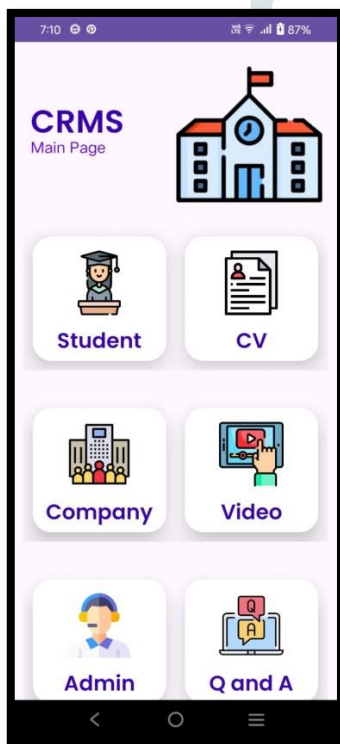 7:10 87%
CRMS
Main Page
Student CV
Company Video
Admin Q and A
Q
A